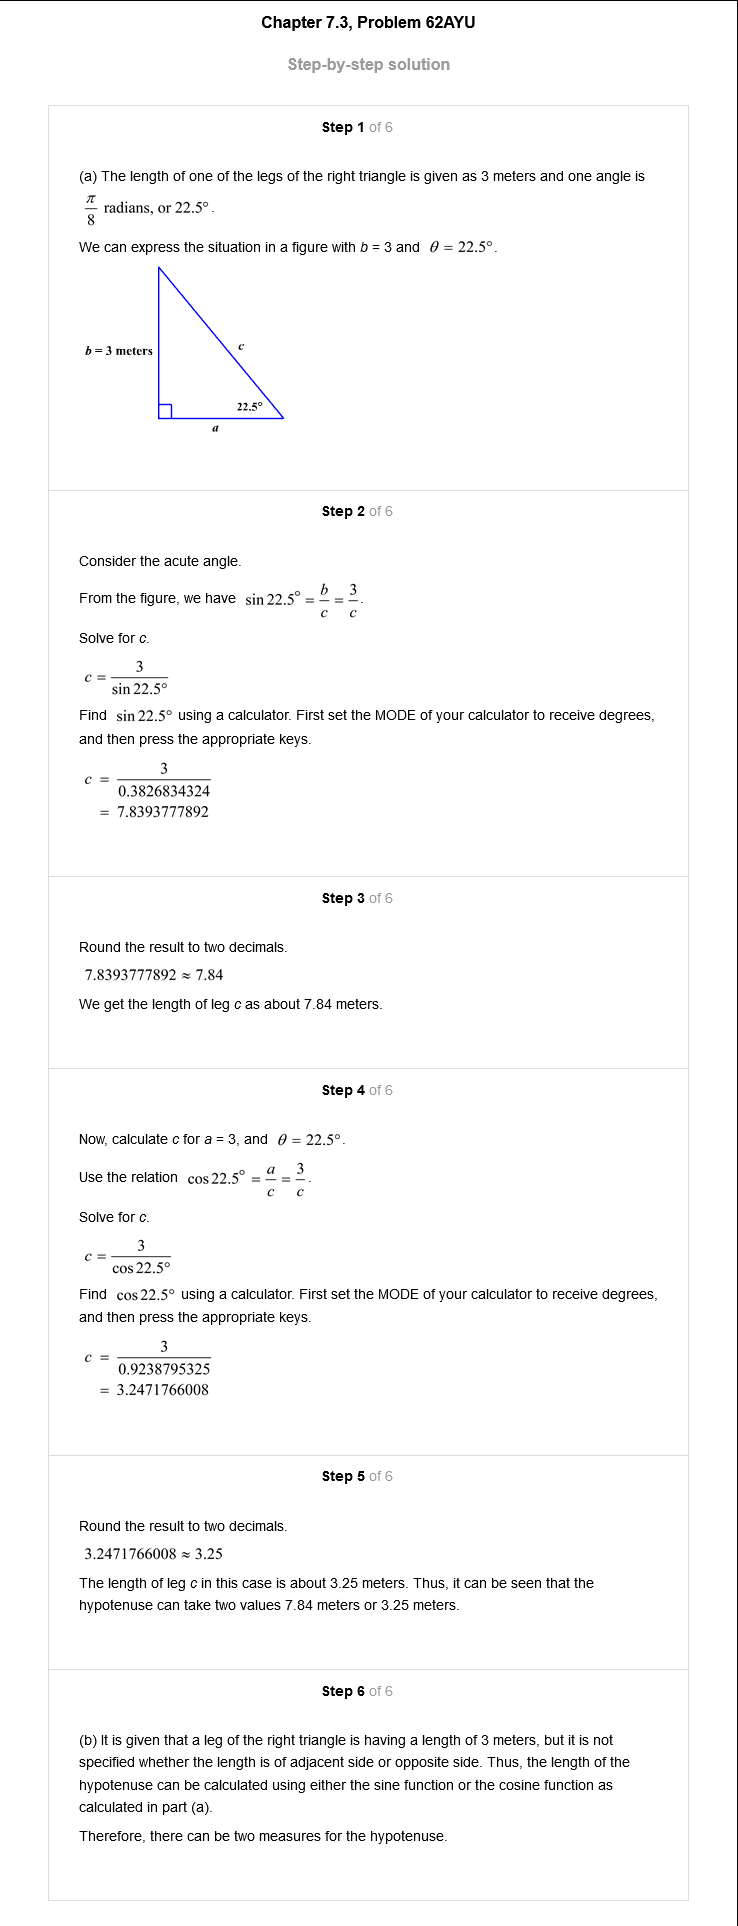 Chapter 7.3, Problem 62AYU
Step-by-step solution
Step 1 of 6
(a) The length of one of the legs of the right triangle is given as 3 meters and one angle is
π/8 radians, or 22.5°.
We can express the situation in a figure with b = 3 and θ = 22.5°.
b = 3 meters
c
22.5°
a
Step 2 of 6
Consider the acute angle.
From the figure, we have sin 22.5° = b/c = 3/c.
Solve for c.
c = 3/sin 22.5°
Find sin 22.5° using a calculator. First set the MODE of your calculator to receive degrees,
and then press the appropriate keys.
c = 3/0.3826834324
= 7.8393777892
Step 3 of 6
Round the result to two decimals.
7.8393777892 ≈ 7.84
We get the length of leg c as about 7.84 meters.
Step 4 of 6
Now, calculate c for a = 3, and θ = 22.5°.
Use the relation cos 22.5° = a/c = 3/c.
Solve for c.
c = 3/cos 22.5°
Find cos 22.5° using a calculator. First set the MODE of your calculator to receive degrees,
and then press the appropriate keys.
c = 3/0.9238795325
= 3.2471766008
Step 5 of 6
Round the result to two decimals.
3.2471766008 ≈ 3.25
The length of leg c in this case is about 3.25 meters. Thus, it can be seen that the
hypotenuse can take two values 7.84 meters or 3.25 meters.
Step 6 of 6
(b) It is given that a leg of the right triangle is having a length of 3 meters, but it is not
specified whether the length is of adjacent side or opposite side. Thus, the length of the
hypotenuse can be calculated using either the sine function or the cosine function as
calculated in part (a).
Therefore, there can be two measures for the hypotenuse.